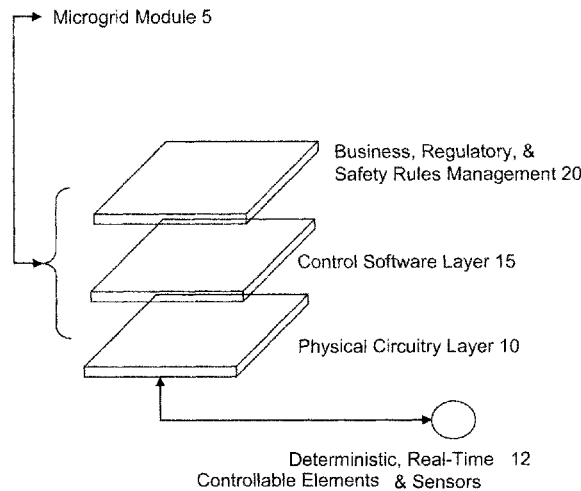 Microgrid Module 5
Business, Regulatory, &
Safety Rules Management 20
Control Software Layer 15
Physical Circuitry Layer 10
Deterministic, Real-Time 12
Controllable Elements & Sensors